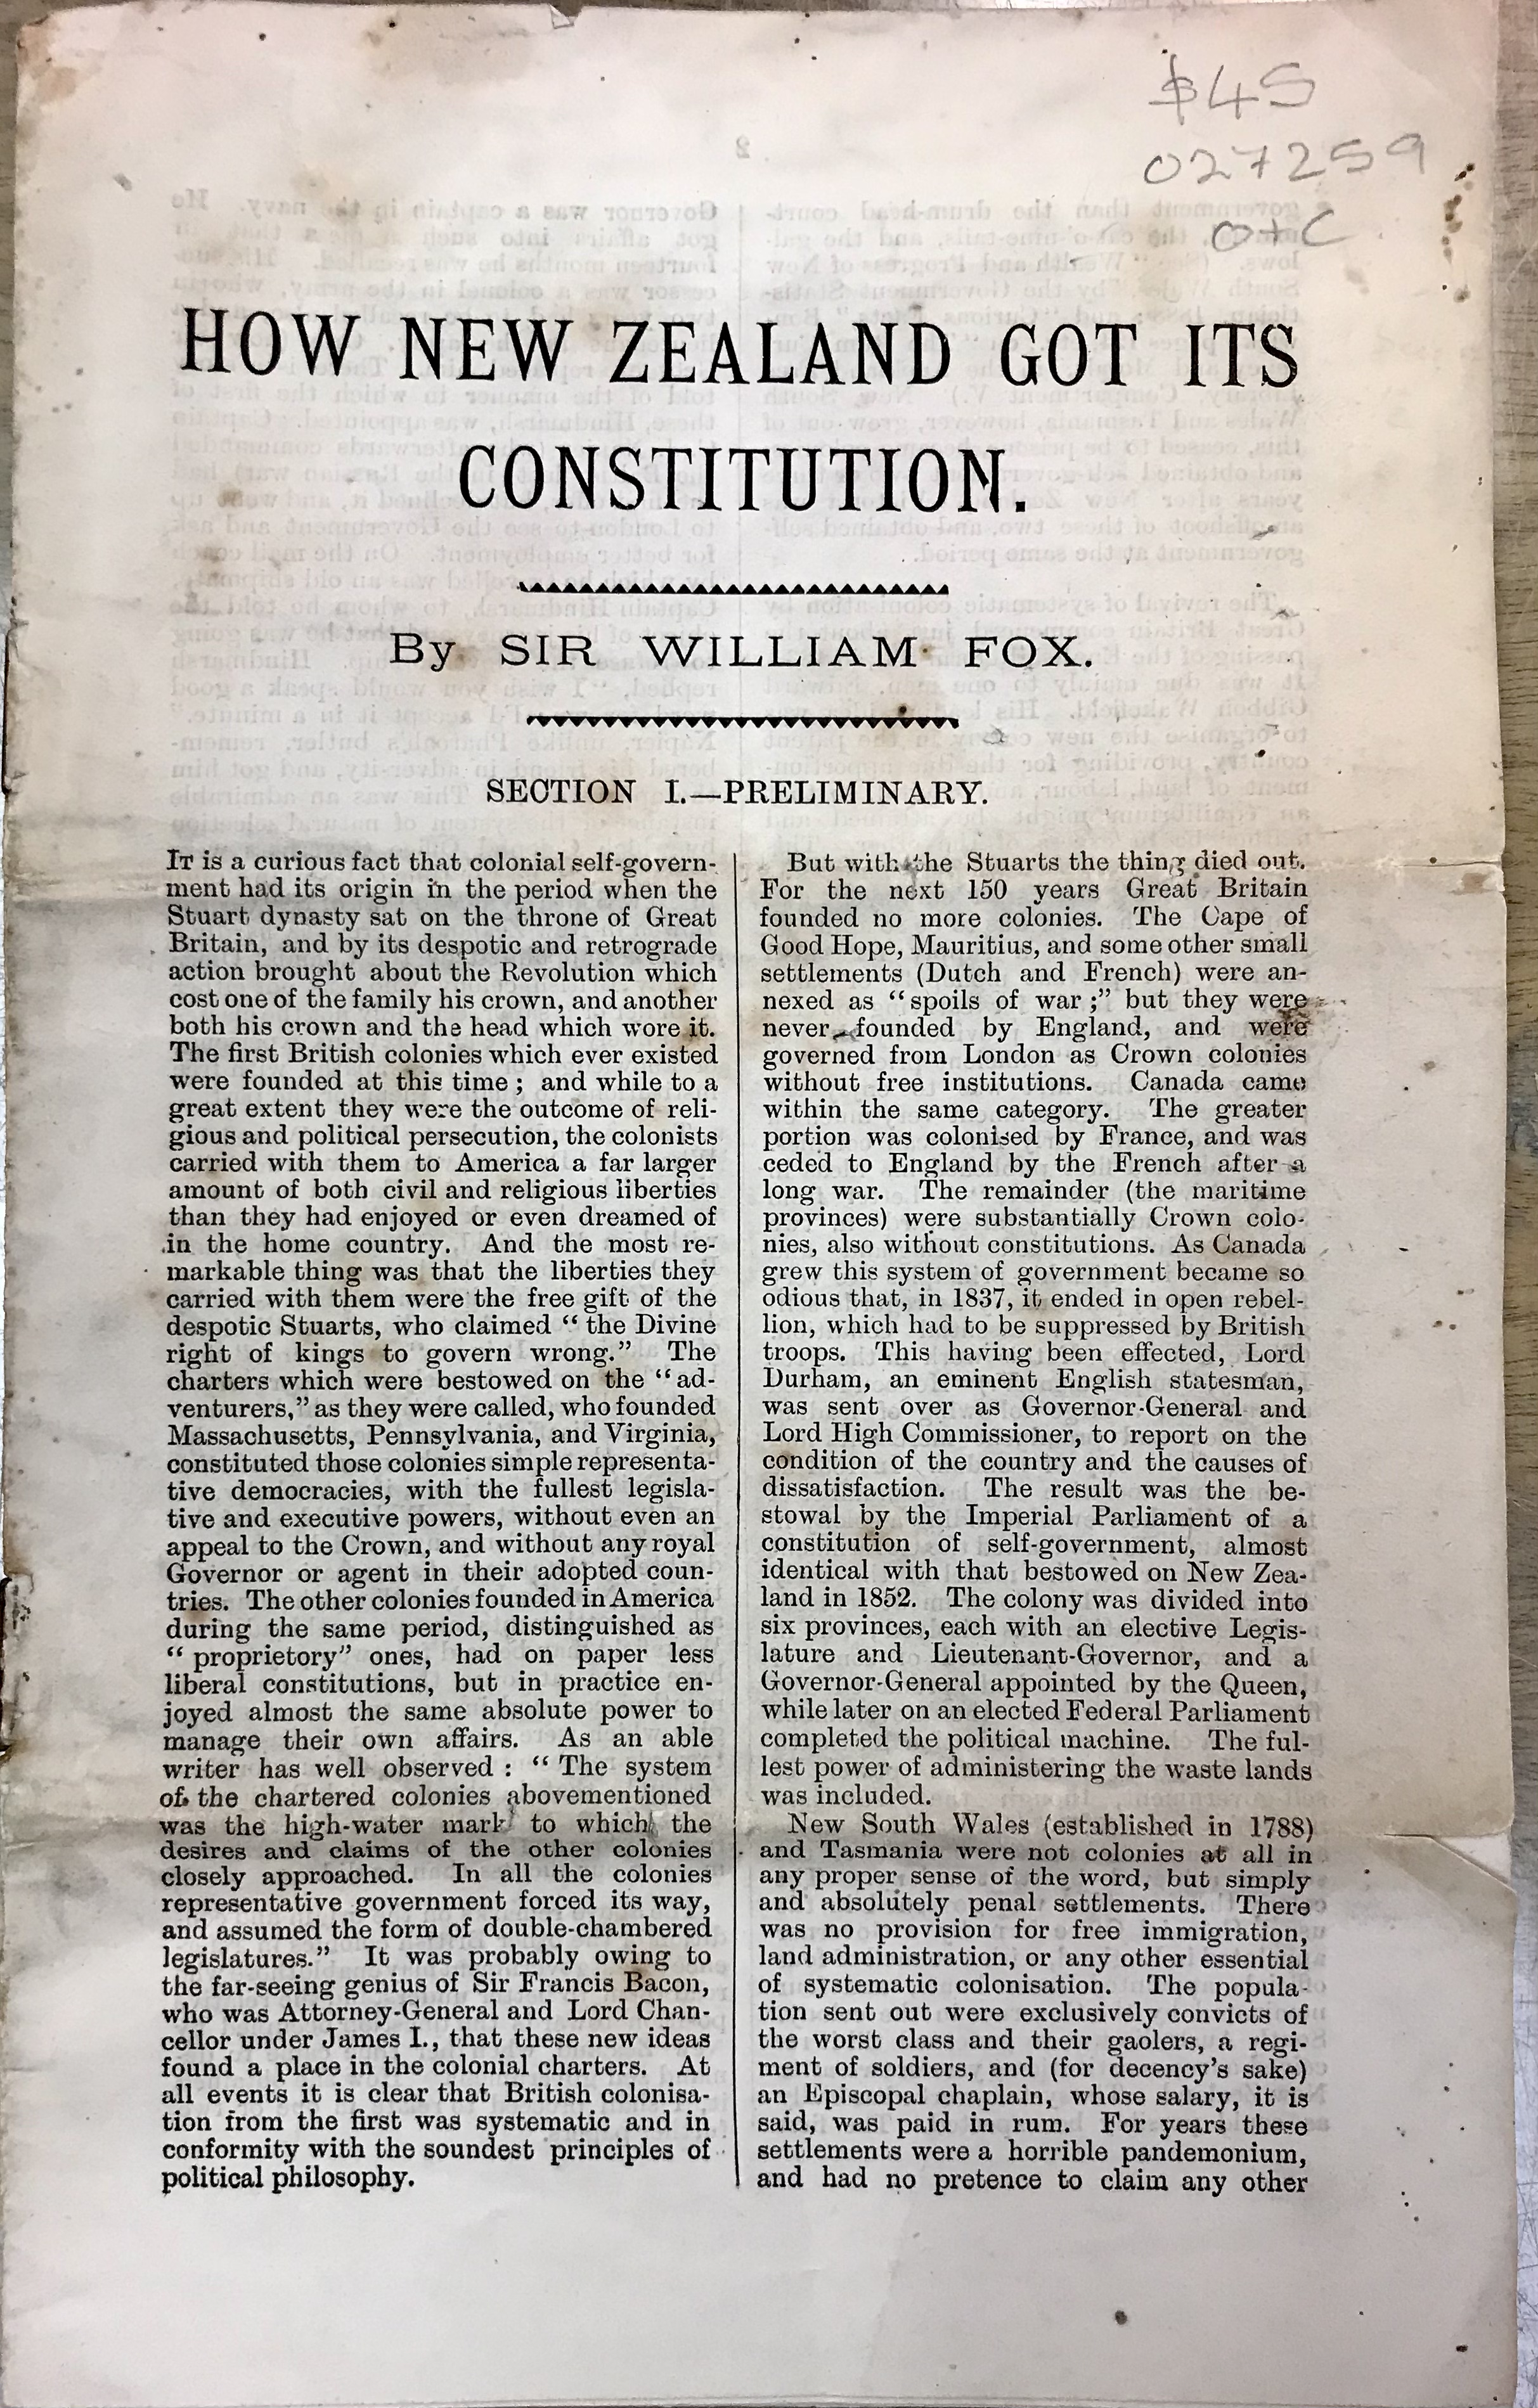 $45
027259
O+C
HOW NEW ZEALAND GOT ITS
CONSTITUTION.
By SIR WILLIAM FOX.
SECTION I.—PRELIMINARY.
It is a curious fact that colonial self-govern-
ment had its origin in the period when the
Stuart dynasty sat on the throne of Great
Britain, and by its despotic and retrograde
action brought about the Revolution which
cost one of the family his crown, and another
both his crown and the head which wore it.
The first British colonies which ever existed
were founded at this time ; and while to a
great extent they were the outcome of reli-
gious and political persecution, the colonists
carried with them to America a far larger
amount of both civil and religious liberties
than they had enjoyed or even dreamed of
in the home country. And the most re-
markable thing was that the liberties they
carried with them were the free gift of the
despotic Stuarts, who claimed “ the Divine
right of kings to govern wrong.” The
charters which were bestowed on the “ ad-
venturers,” as they were called, who founded
Massachusetts, Pennsylvania, and Virginia,
constituted those colonies simple representa-
tive democracies, with the fullest legisla-
tive and executive powers, without even an
appeal to the Crown, and without any royal
Governor or agent in their adopted coun-
tries. The other colonies founded in America
during the same period, distinguished as
“ proprietory” ones, had on paper less
liberal constitutions, but in practice en-
joyed almost the same absolute power to
manage their own affairs. As an able
writer has well observed : “ The system
of the chartered colonies abovementioned
was the high-water mark to which the
desires and claims of the other colonies
closely approached. In all the colonies
representative government forced its way,
and assumed the form of double-chambered
legislatures.” It was probably owing to
the far-seeing genius of Sir Francis Bacon,
who was Attorney-General and Lord Chan-
cellor under James I., that these new ideas
found a place in the colonial charters. At
all events it is clear that British colonisa-
tion from the first was systematic and in
conformity with the soundest principles of
political philosophy.
But with the Stuarts the thing died out.
For the next 150 years Great Britain
founded no more colonies. The Cape of
Good Hope, Mauritius, and some other small
settlements (Dutch and French) were an-
nexed as “ spoils of war ;” but they were
never founded by England, and were
governed from London as Crown colonies
without free institutions. Canada came
within the same category. The greater
portion was colonised by France, and was
ceded to England by the French after a
long war. The remainder (the maritime
provinces) were substantially Crown colo-
nies, also without constitutions. As Canada
grew this system of government became so
odious that, in 1837, it ended in open rebel-
lion, which had to be suppressed by British
troops. This having been effected, Lord
Durham, an eminent English statesman,
was sent over as Governor-General and
Lord High Commissioner, to report on the
condition of the country and the causes of
dissatisfaction. The result was the be-
stowal by the Imperial Parliament of a
constitution of self-government, almost
identical with that bestowed on New Zea-
land in 1852. The colony was divided into
six provinces, each with an elective Legis-
lature and Lieutenant-Governor, and a
Governor-General appointed by the Queen,
while later on an elected Federal Parliament
completed the political machine. The ful-
lest power of administering the waste lands
was included.
New South Wales (established in 1788)
and Tasmania were not colonies at all in
any proper sense of the word, but simply
and absolutely penal settlements. There
was no provision for free immigration,
land administration, or any other essential
of systematic colonisation. The popula-
tion sent out were exclusively convicts of
the worst class and their gaolers, a regi-
ment of soldiers, and (for decency’s sake)
an Episcopal chaplain, whose salary, it is
said, was paid in rum. For years these
settlements were a horrible pandemonium,
and had no pretence to claim any other